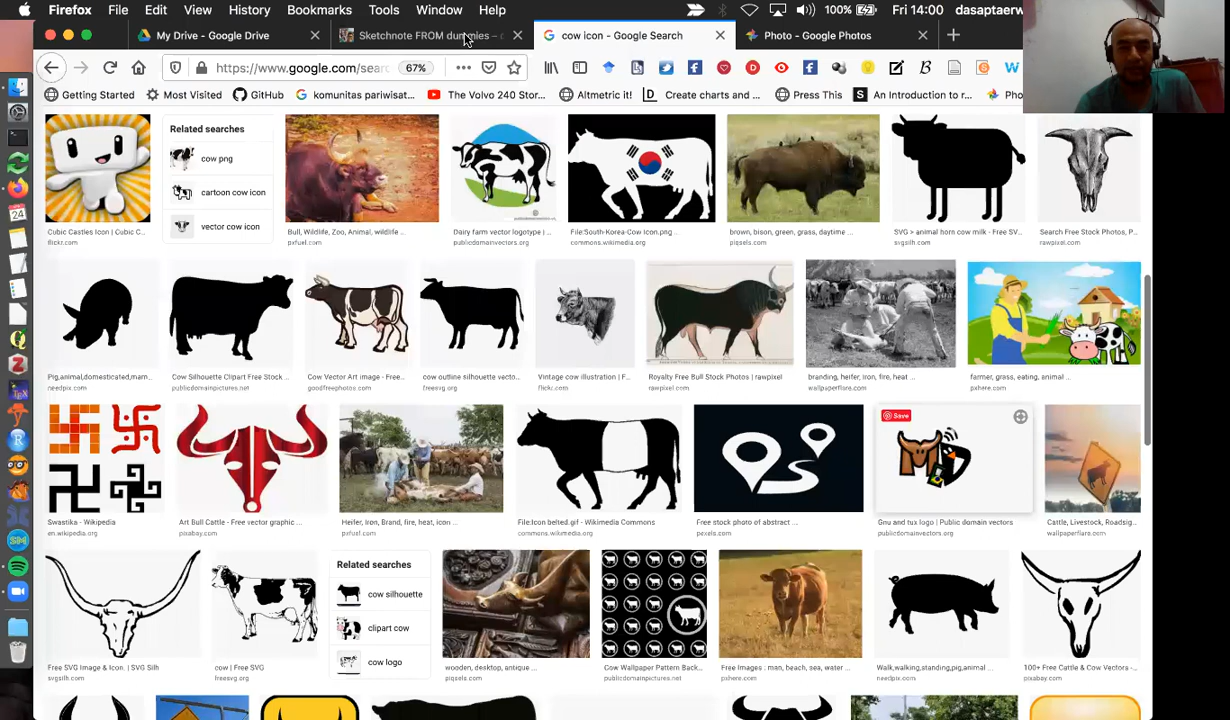 Firefox File Edit View History Bookmarks Tools Window Help 100% Fri 14:00 dasaptaerw
My Drive - Google Drive Sketchnote FROM dummies – cow icon - Google Search Photo - Google Photos
https://www.google.com/sear 67%
Getting Started Most Visited GitHub komunitas pariwisat... The Volvo 240 Stor... Altmetric it! Create charts and ... Press This An Introduction to r... Pho
Related searches
cow png
cartoon cow icon
vector cow icon
Cubic Castles Icon | Cubic C...
flickr.com
Bull, Wildlife, Zoo, Animal, wildlife ...
pxfuel.com
Dairy farm vector logotype | ...
publicdomainvectors.org
File:South-Korea-Cow Icon.png ...
commons.wikimedia.org
brown, bison, green, grass, daytime ...
piqsels.com
SVG > animal horn cow milk - Free SV...
svgsilh.com
Search Free Stock Photos, P...
rawpixel.com
Pig,animal,domesticated,mam...
needpix.com
Cow Silhouette Clipart Free Stock ...
publicdomainpictures.net
Cow Vector Art image - Free...
goodfreephotos.com
cow outline silhouette vecto...
freesvg.org
Vintage cow illustration | F...
flickr.com
Royalty Free Bull Stock Photos | rawpixel
rawpixel.com
branding, heifer, iron, fire, heat ...
wallpaperflare.com
farmer, grass, eating, animal ...
pxhere.com
Save
Swastika - Wikipedia
en.wikipedia.org
Art Bull Cattle - Free vector graphic ...
pixabay.com
Heifer, Iron, Brand, fire, heat, icon ...
pxfuel.com
File:Icon belted.gif - Wikimedia Commons
commons.wikimedia.org
Free stock photo of abstract ...
pexels.com
Gnu and tux logo | Public domain vectors
publicdomainvectors.org
Cattle, Livestock, Roadsig...
wallpaperflare.com
Related searches
cow silhouette
clipart cow
cow logo
Free SVG Image & Icon. | SVG Silh
svgsilh.com
cow | Free SVG
freesvg.org
wooden, desktop, antique ...
piqsels.com
Cow Wallpaper Pattern Back...
publicdomainpictures.net
Free Images : man, beach, sea, water ...
pxhere.com
Walk,walking,standing,pig,animal...
needpix.com
100+ Free Cattle & Cow Vectors -...
pixabay.com